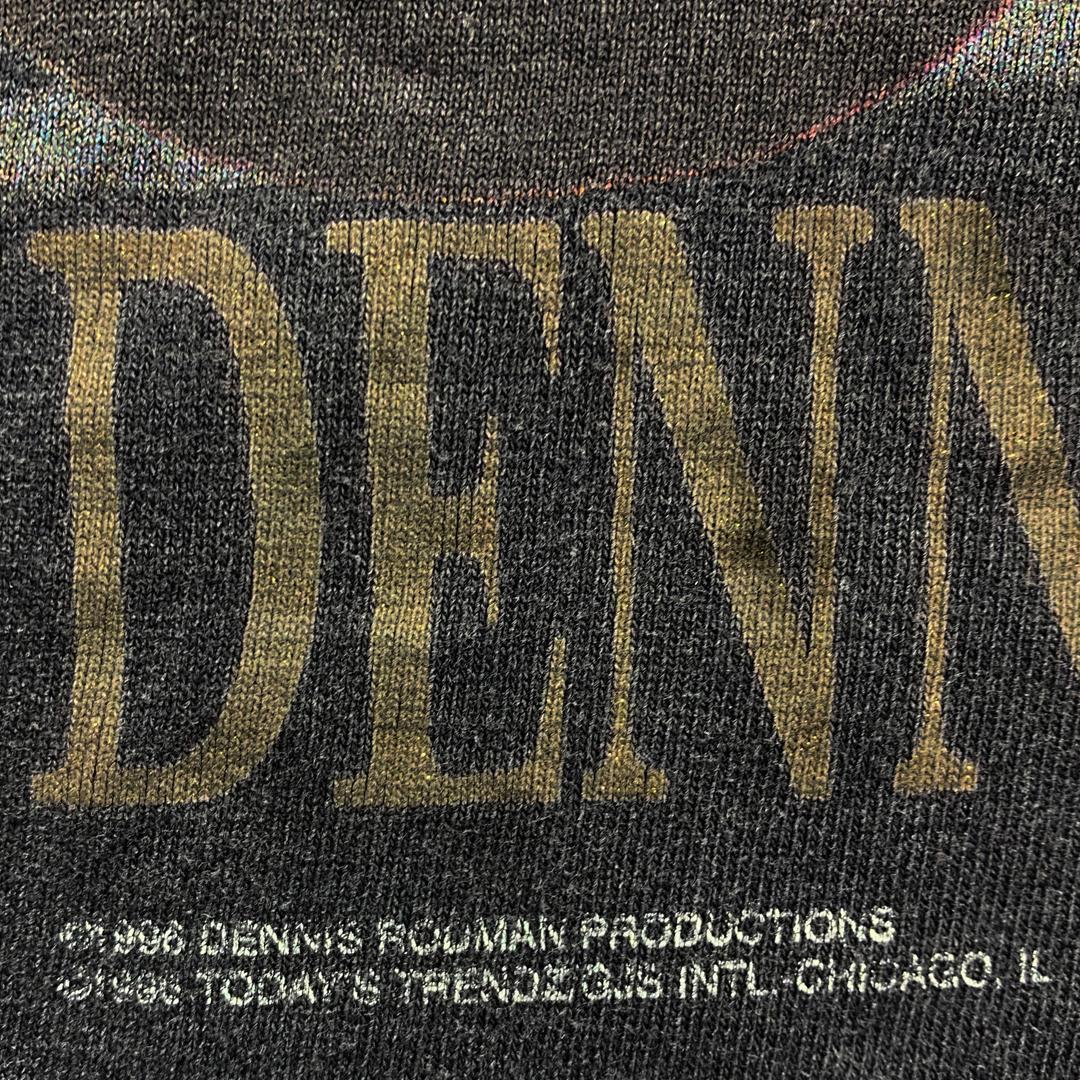 DENN
©1996 DENNIS RODMAN PRODUCTIONS
©1996 TODAY'S TRENDZ/GJS INTL. CHICAGO, IL